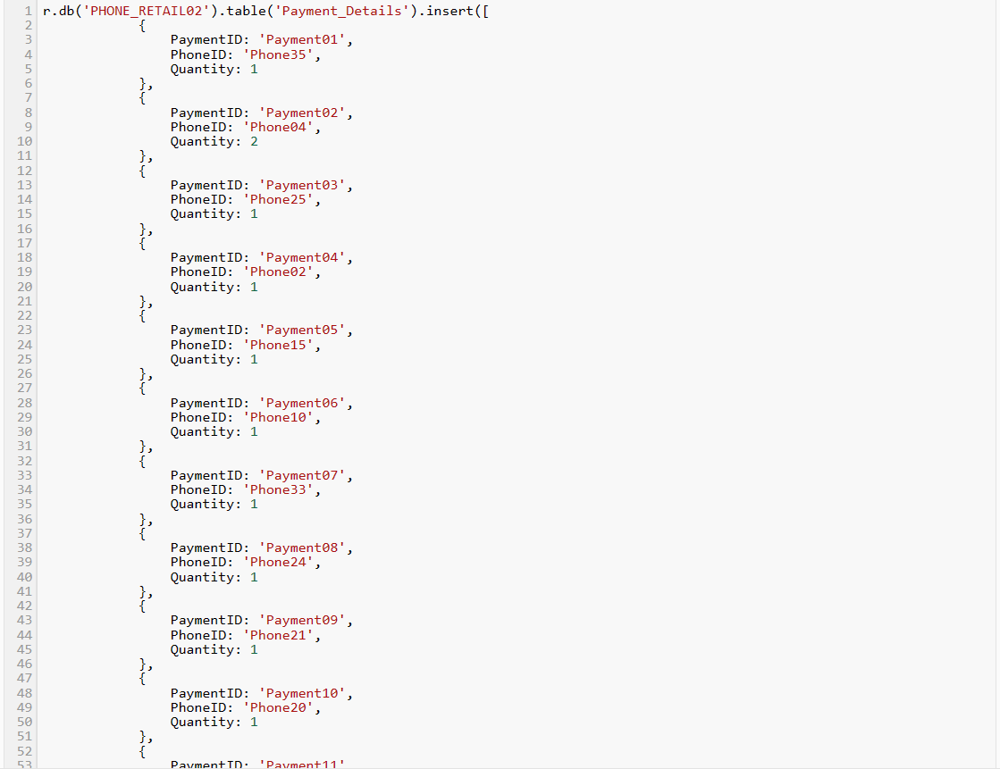 1 r.db('PHONE_RETAIL02').table('Payment_Details').insert([
2 {
3 PaymentID: 'Payment01',
4 PhoneID: 'Phone35',
5 Quantity: 1
6 },
7 {
8 PaymentID: 'Payment02',
9 PhoneID: 'Phone04',
10 Quantity: 2
11 },
12 {
13 PaymentID: 'Payment03',
14 PhoneID: 'Phone25',
15 Quantity: 1
16 },
17 {
18 PaymentID: 'Payment04',
19 PhoneID: 'Phone02',
20 Quantity: 1
21 },
22 {
23 PaymentID: 'Payment05',
24 PhoneID: 'Phone15',
25 Quantity: 1
26 },
27 {
28 PaymentID: 'Payment06',
29 PhoneID: 'Phone10',
30 Quantity: 1
31 },
32 {
33 PaymentID: 'Payment07',
34 PhoneID: 'Phone33',
35 Quantity: 1
36 },
37 {
38 PaymentID: 'Payment08',
39 PhoneID: 'Phone24',
40 Quantity: 1
41 },
42 {
43 PaymentID: 'Payment09',
44 PhoneID: 'Phone21',
45 Quantity: 1
46 },
47 {
48 PaymentID: 'Payment10',
49 PhoneID: 'Phone20',
50 Quantity: 1
51 },
52 {
53 PaymentID: 'Payment11'